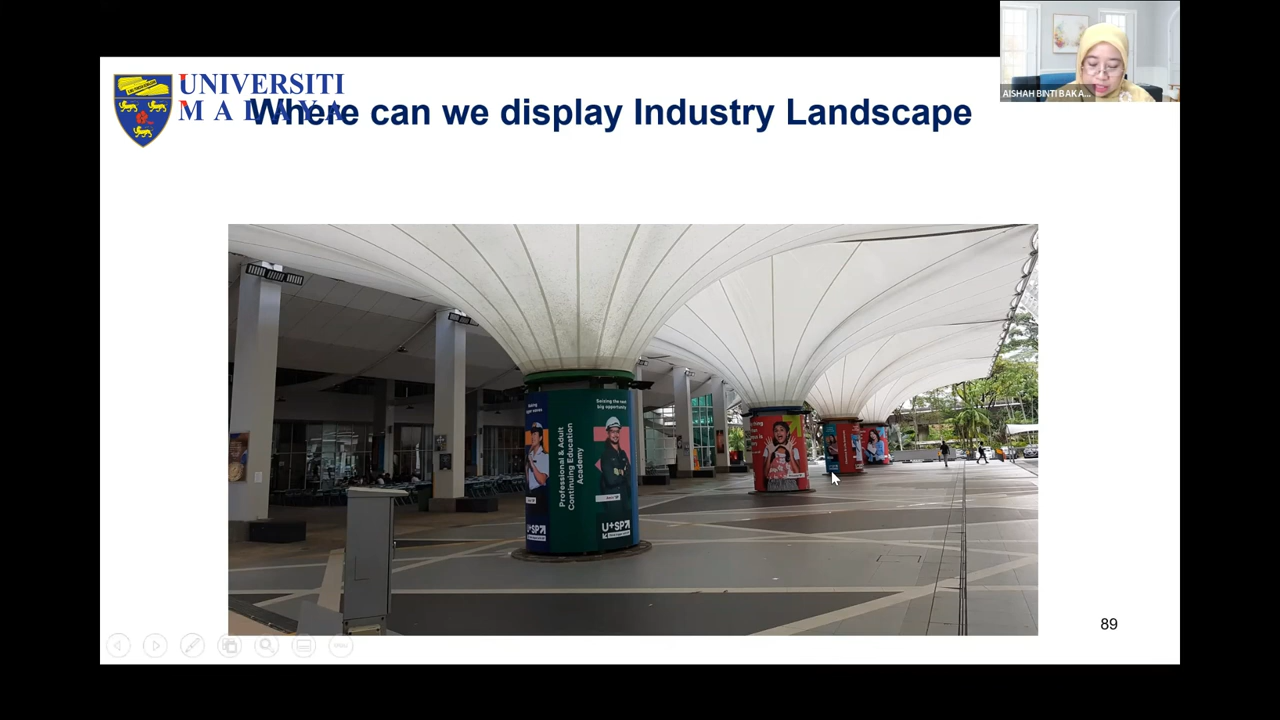 UNIVERSITI
MALAYA
Where can we display Industry Landscape
AISHAH BINTI BAKA...
Seizing the next
big opportunity
Professional & Adult
Continuing Education
Academy
89